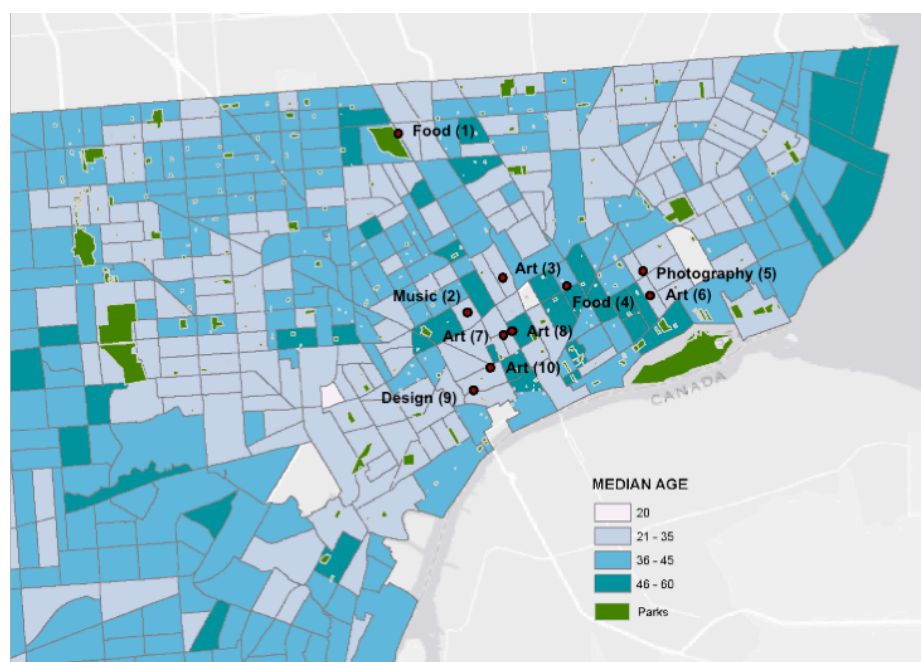 Food (1)
Art (3)
Photography (5)
Music (2)
Food (4)
Art (6)
Art (7)
Art (8)
Art (10)
Design (9)
CANADA
MEDIAN AGE
20
21 - 35
36 - 45
46 - 60
Parks